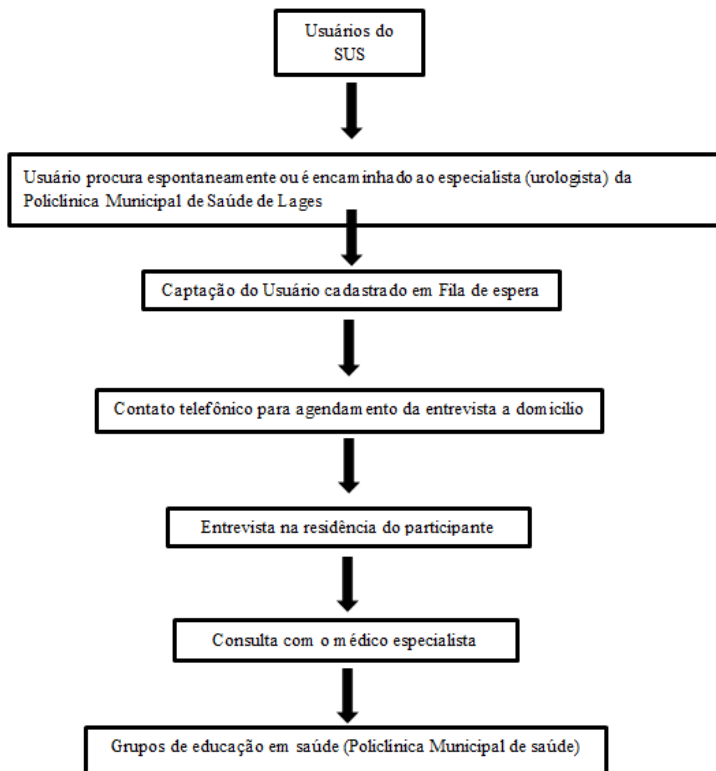 Usuários do
SUS
Usuário procura espontaneamente ou é encaminhado ao especialista (urologista) da
Policlínica Municipal de Saúde de Lages
Captação do Usuário cadastrado em Fila de espera
Contato telefônico para agendamento da entrevista a domicilio
Entrevista na residência do participante
Consulta com o médico especialista
Grupos de educação em saúde (Policlínica Municipal de saúde)